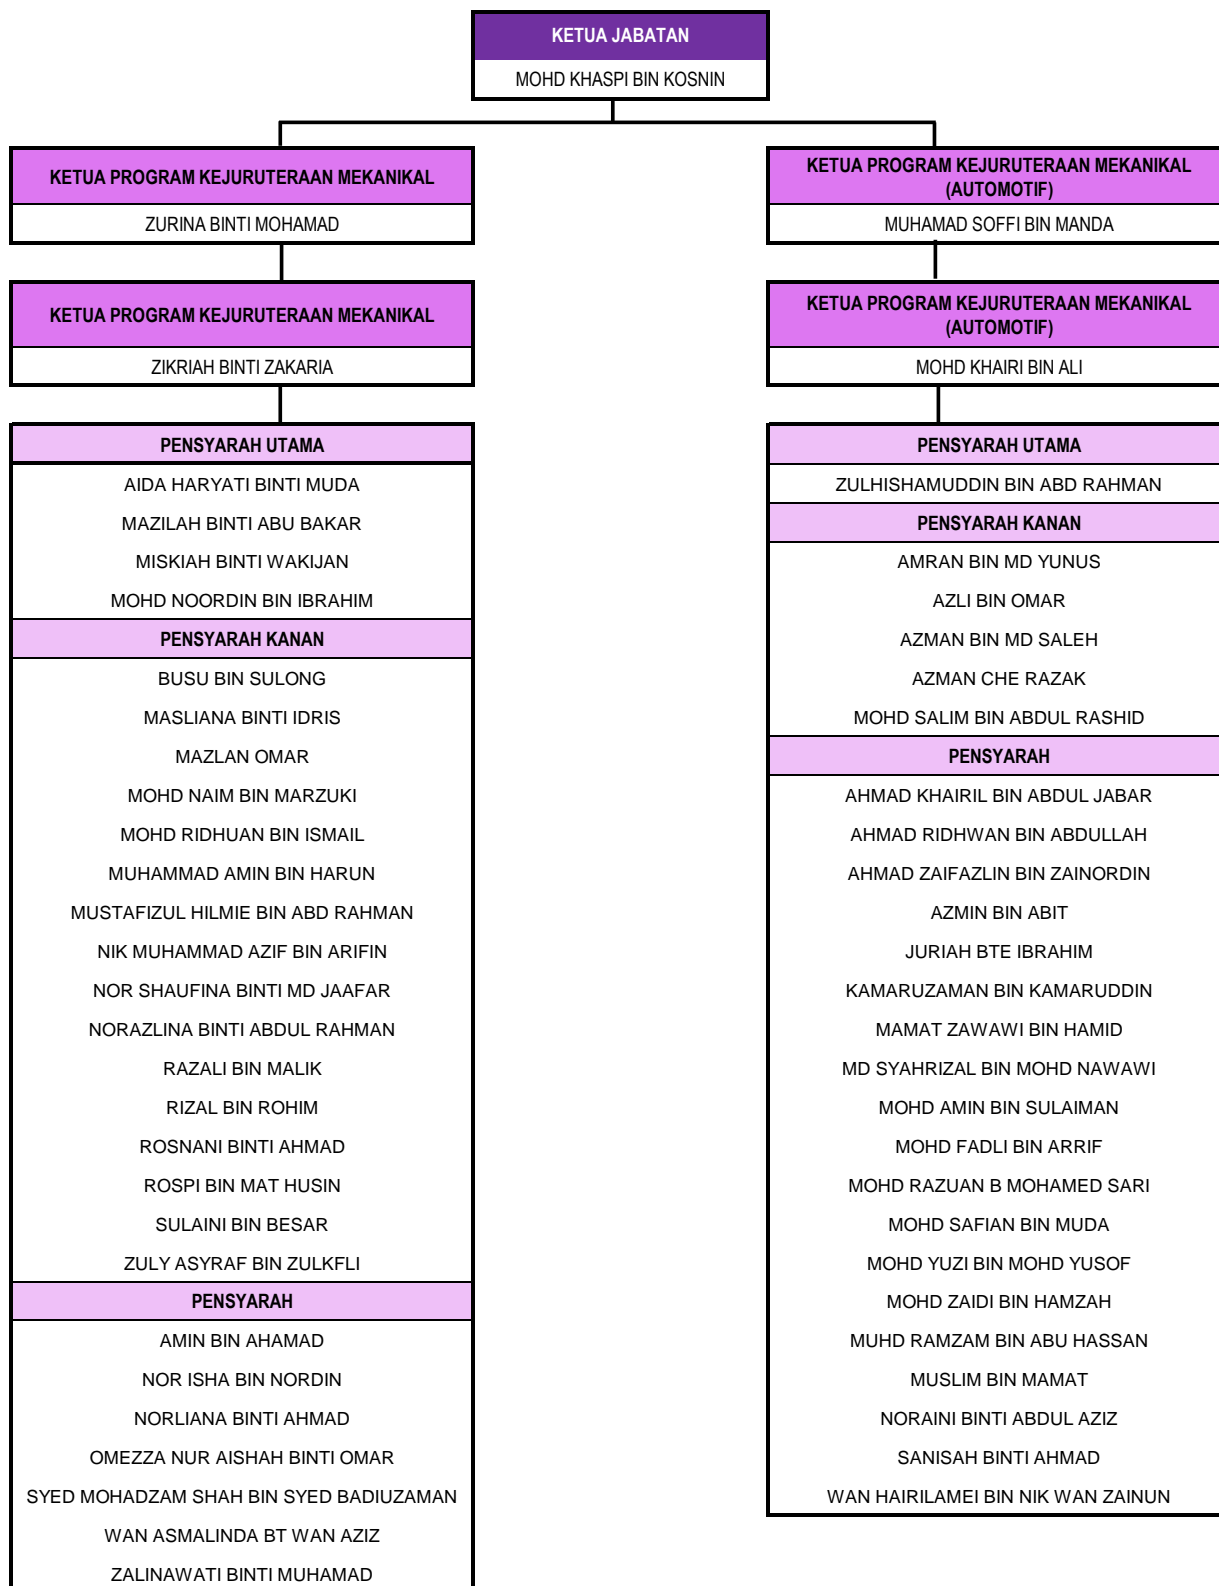 KETUA JABATAN
MOHD KHASPI BIN KOSNIN
KETUA PROGRAM KEJURUTERAAN MEKANIKAL
ZURINA BINTI MOHAMAD
KETUA PROGRAM KEJURUTERAAN MEKANIKAL
ZIKRIAH BINTI ZAKARIA
PENSYARAH UTAMA
AIDA HARYATI BINTI MUDA
MAZILAH BINTI ABU BAKAR
MISKIAH BINTI WAKIJAN
MOHD NOORDIN BIN IBRAHIM
PENSYARAH KANAN
BUSU BIN SULONG
MASLIANA BINTI IDRIS
MAZLAN OMAR
MOHD NAIM BIN MARZUKI
MOHD RIDHUAN BIN ISMAIL
MUHAMMAD AMIN BIN HARUN
MUSTAFIZUL HILMIE BIN ABD RAHMAN
NIK MUHAMMAD AZIF BIN ARIFIN
NOR SHAUFINA BINTI MD JAAFAR
NORAZLINA BINTI ABDUL RAHMAN
RAZALI BIN MALIK
RIZAL BIN ROHIM
ROSNANI BINTI AHMAD
ROSPI BIN MAT HUSIN
SULAINI BIN BESAR
ZULY ASYRAF BIN ZULKFLI
PENSYARAH
AMIN BIN AHAMAD
NOR ISHA BIN NORDIN
NORLIANA BINTI AHMAD
OMEZZA NUR AISHAH BINTI OMAR
SYED MOHADZAM SHAH BIN SYED BADIUZAMAN
WAN ASMALINDA BT WAN AZIZ
ZALINAWATI BINTI MUHAMAD
KETUA PROGRAM KEJURUTERAAN MEKANIKAL
(AUTOMOTIF)
MUHAMAD SOFFI BIN MANDA
KETUA PROGRAM KEJURUTERAAN MEKANIKAL
(AUTOMOTIF)
MOHD KHAIRI BIN ALI
PENSYARAH UTAMA
ZULHISHAMUDDIN BIN ABD RAHMAN
PENSYARAH KANAN
AMRAN BIN MD YUNUS
AZLI BIN OMAR
AZMAN BIN MD SALEH
AZMAN CHE RAZAK
MOHD SALIM BIN ABDUL RASHID
PENSYARAH
AHMAD KHAIRIL BIN ABDUL JABAR
AHMAD RIDHWAN BIN ABDULLAH
AHMAD ZAIFAZLIN BIN ZAINORDIN
AZMIN BIN ABIT
JURIAH BTE IBRAHIM
KAMARUZAMAN BIN KAMARUDDIN
MAMAT ZAWAWI BIN HAMID
MD SYAHRIZAL BIN MOHD NAWAWI
MOHD AMIN BIN SULAIMAN
MOHD FADLI BIN ARRIF
MOHD RAZUAN B MOHAMED SARI
MOHD SAFIAN BIN MUDA
MOHD YUZI BIN MOHD YUSOF
MOHD ZAIDI BIN HAMZAH
MUHD RAMZAM BIN ABU HASSAN
MUSLIM BIN MAMAT
NORAINI BINTI ABDUL AZIZ
SANISAH BINTI AHMAD
WAN HAIRILAMEI BIN NIK WAN ZAINUN